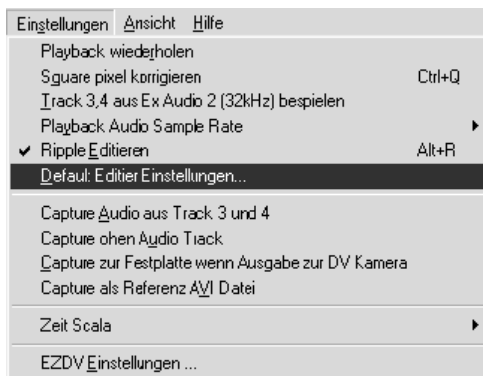 Einstellungen Ansicht Hilfe
Playback wiederholen
Square pixel korrigieren Ctrl+Q
Track 3,4 aus Ex Audio 2 (32kHz) bespielen
Playback Audio Sample Rate
Ripple Editieren Alt+R
Default Editier Einstellungen...
Capture Audio aus Track 3 und 4
Capture ohen Audio Track
Capture zur Festplatte wenn Ausgabe zur DV Kamera
Capture als Referenz AVI Datei
Zeit Scala
EZDV Einstellungen ...